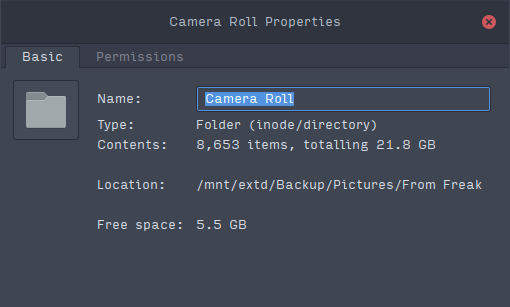 Camera Roll Properties
Basic Permissions
Name: Camera Roll
Type: Folder (inode/directory)
Contents: 8,653 items, totalling 21.8 GB
Location: /mnt/extd/Backup/Pictures/From Freak
Free space: 5.5 GB